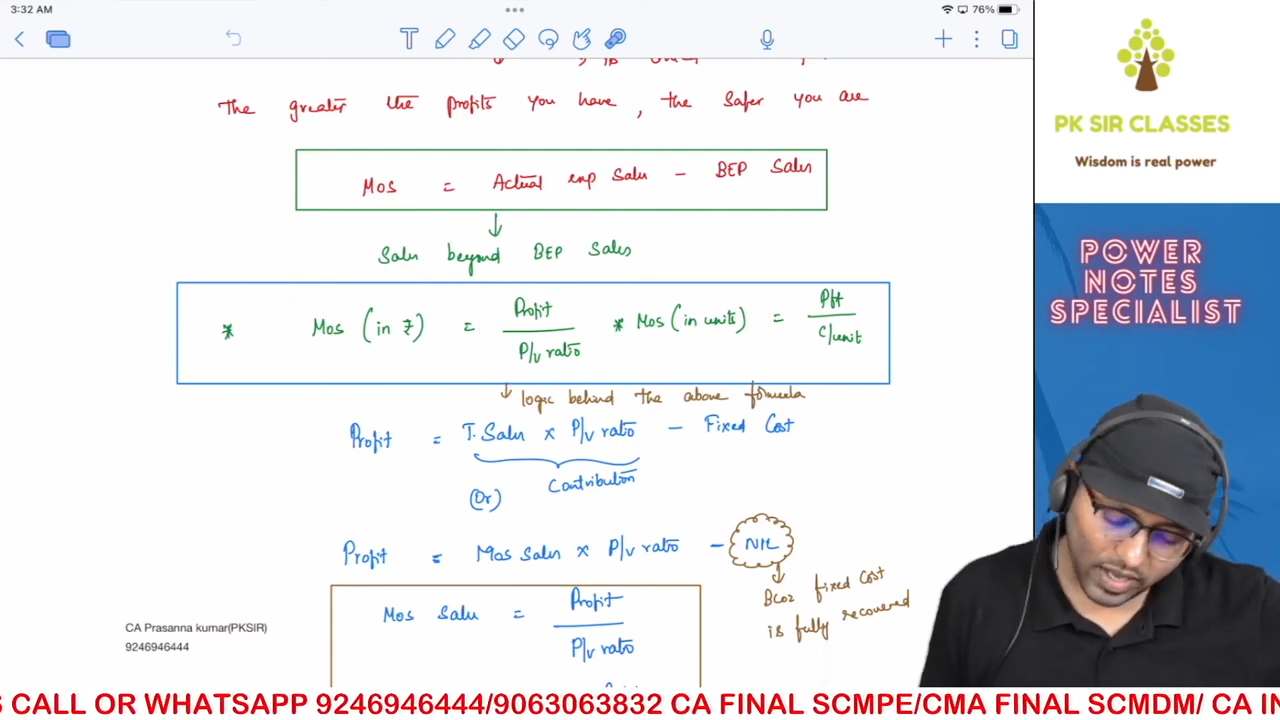 3:32 AM
76%
T
The greater the profits you have, the safer you are
Mos = Actual exp Sales - BEP Sales
Sales beyond BEP Sales
* Mos (in ₹) = Profit / P/v ratio * Mos (in units) = Pft / C/unit
logic behind the above formula
Profit = T. Sales × P/v ratio - Fixed Cost
Contribution
(Or)
Profit = Mos Sales × P/v ratio - NIL
Bcoz fixed cost
is fully recovered
Mos Sales = Profit / P/v ratio
CA Prasanna kumar(PKSIR)
9246946444
PK SIR CLASSES
Wisdom is real power
POWER
NOTES
SPECIALIST
S CALL OR WHATSAPP 9246946444/9063063832 CA FINAL SCMPE/CMA FINAL SCMDM/ CA IN